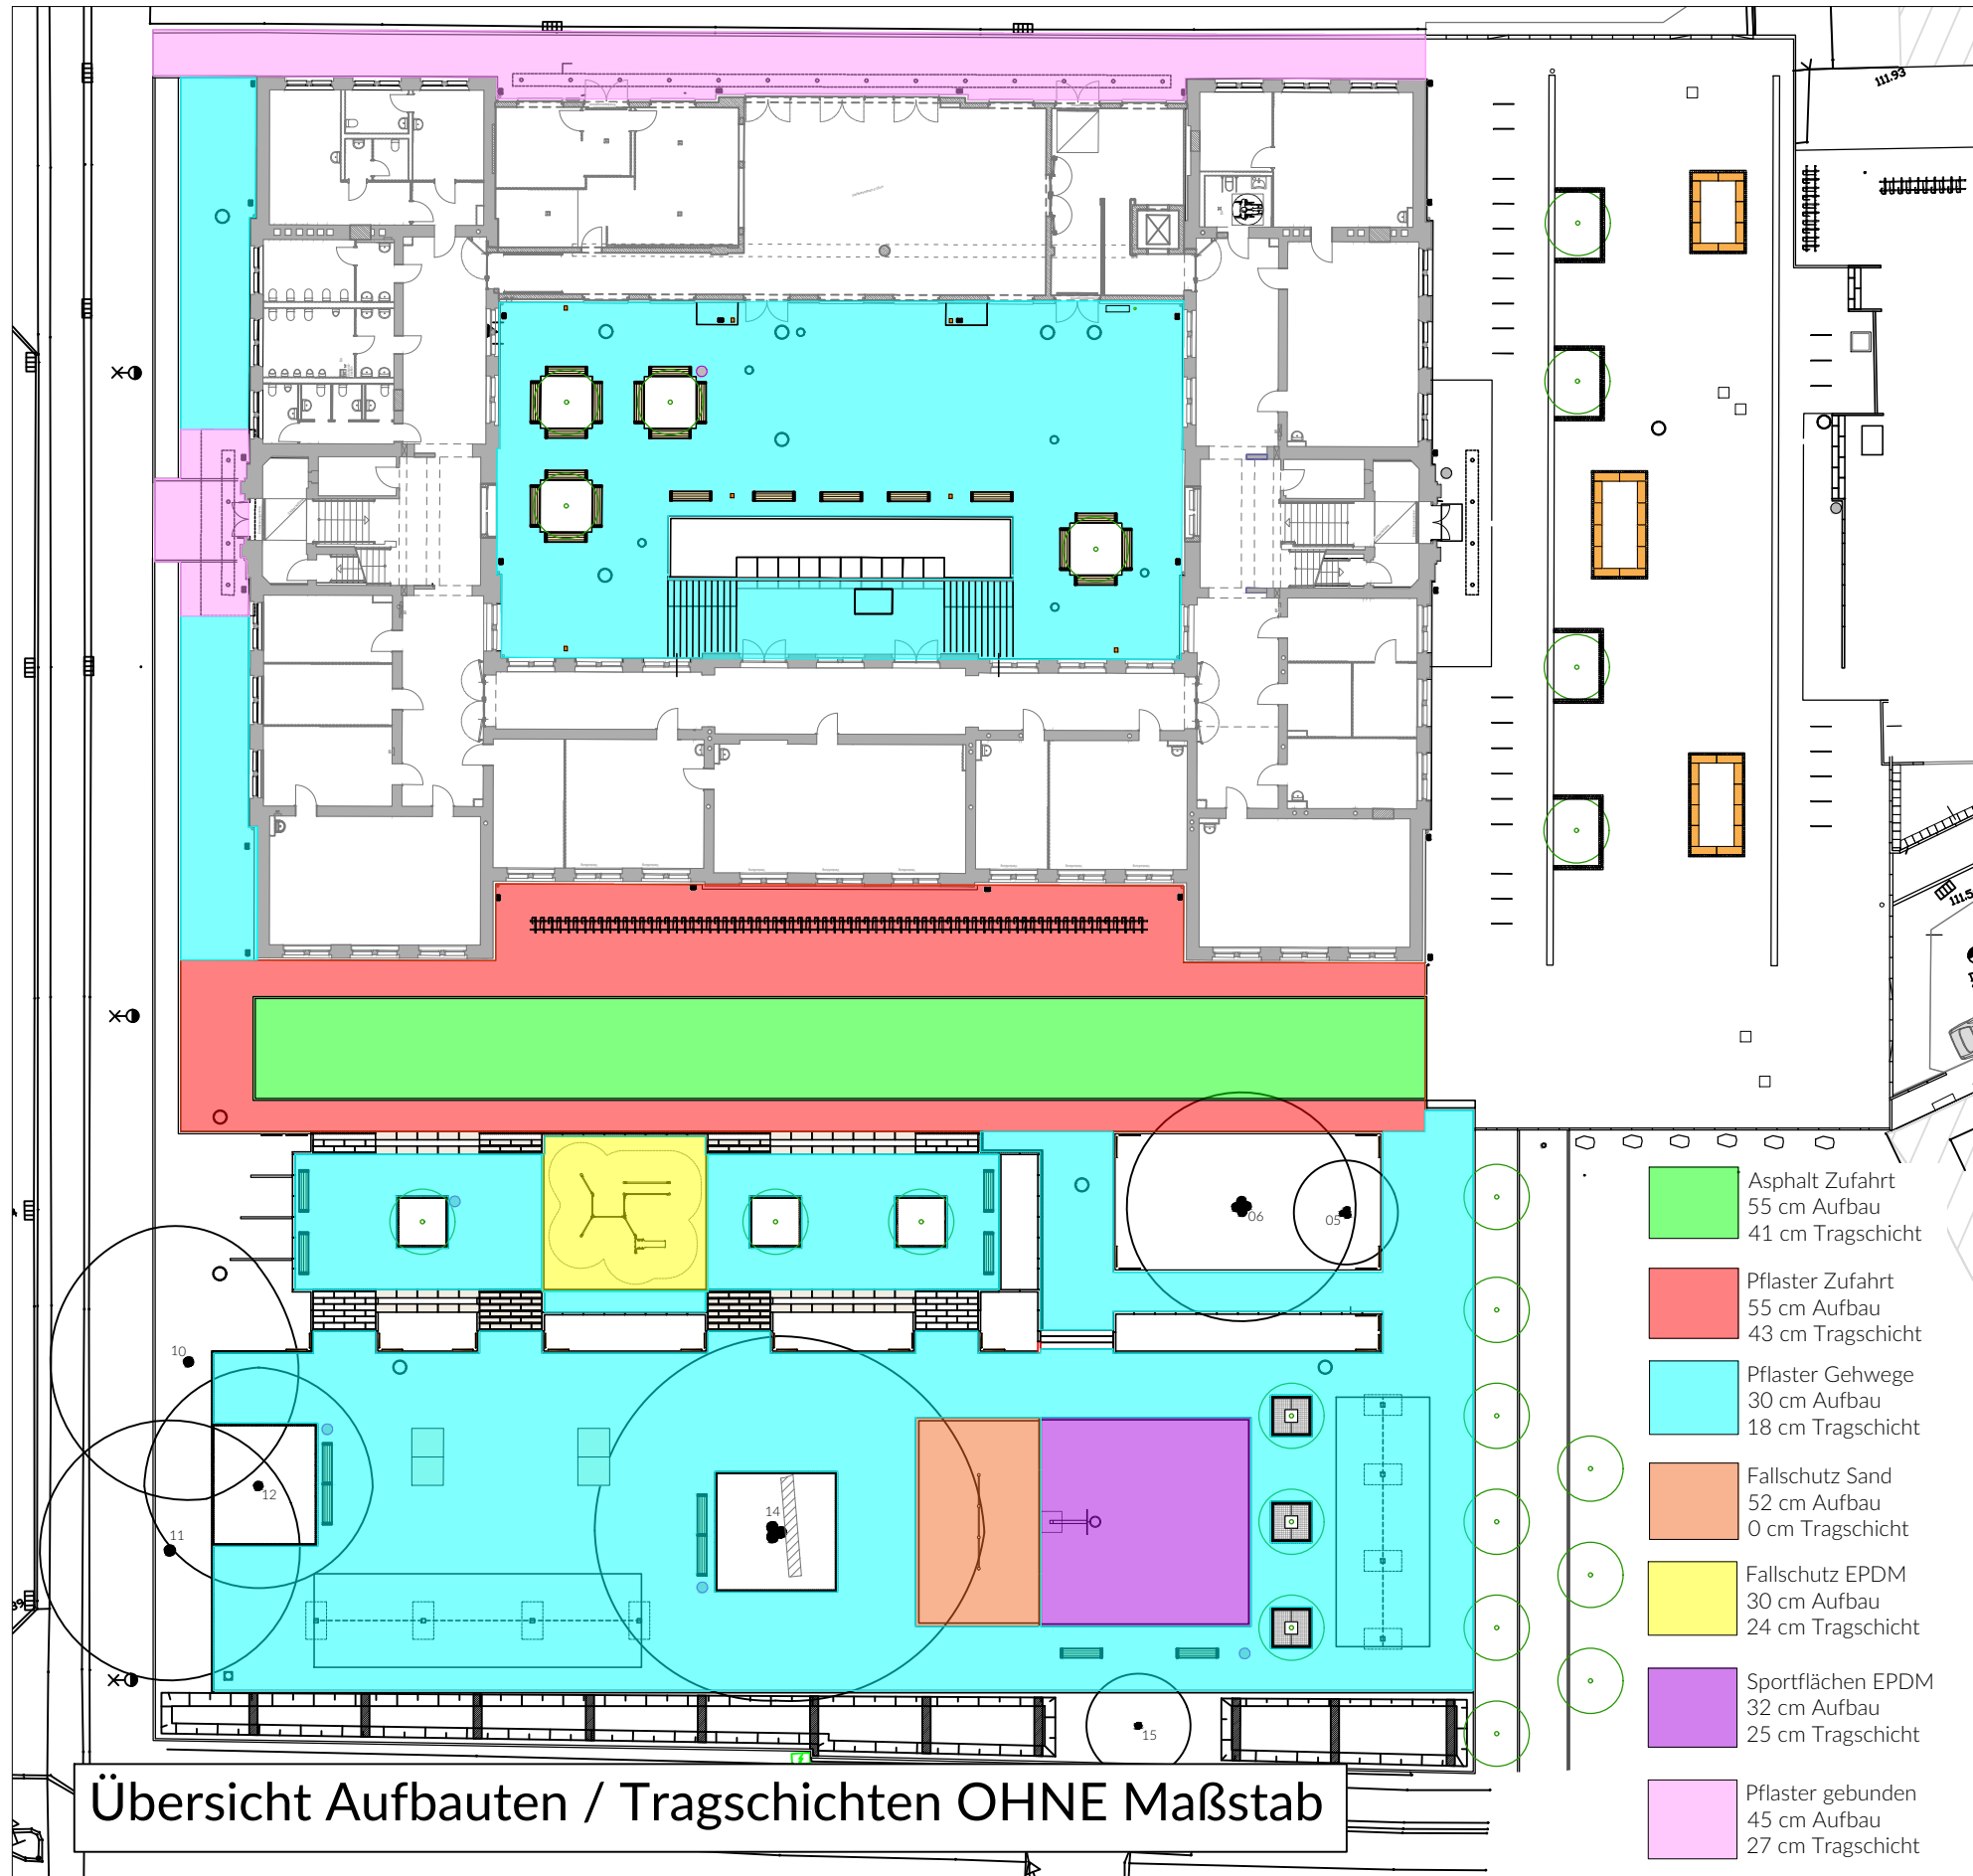 111.93
111.5
06
05
10
12
11
14
15
39
Asphalt Zufahrt
55 cm Aufbau
41 cm Tragschicht
Pflaster Zufahrt
55 cm Aufbau
43 cm Tragschicht
Pflaster Gehwege
30 cm Aufbau
18 cm Tragschicht
Fallschutz Sand
52 cm Aufbau
0 cm Tragschicht
Fallschutz EPDM
30 cm Aufbau
24 cm Tragschicht
Sportflächen EPDM
32 cm Aufbau
25 cm Tragschicht
Pflaster gebunden
45 cm Aufbau
27 cm Tragschicht
Übersicht Aufbauten / Tragschichten OHNE Maßstab